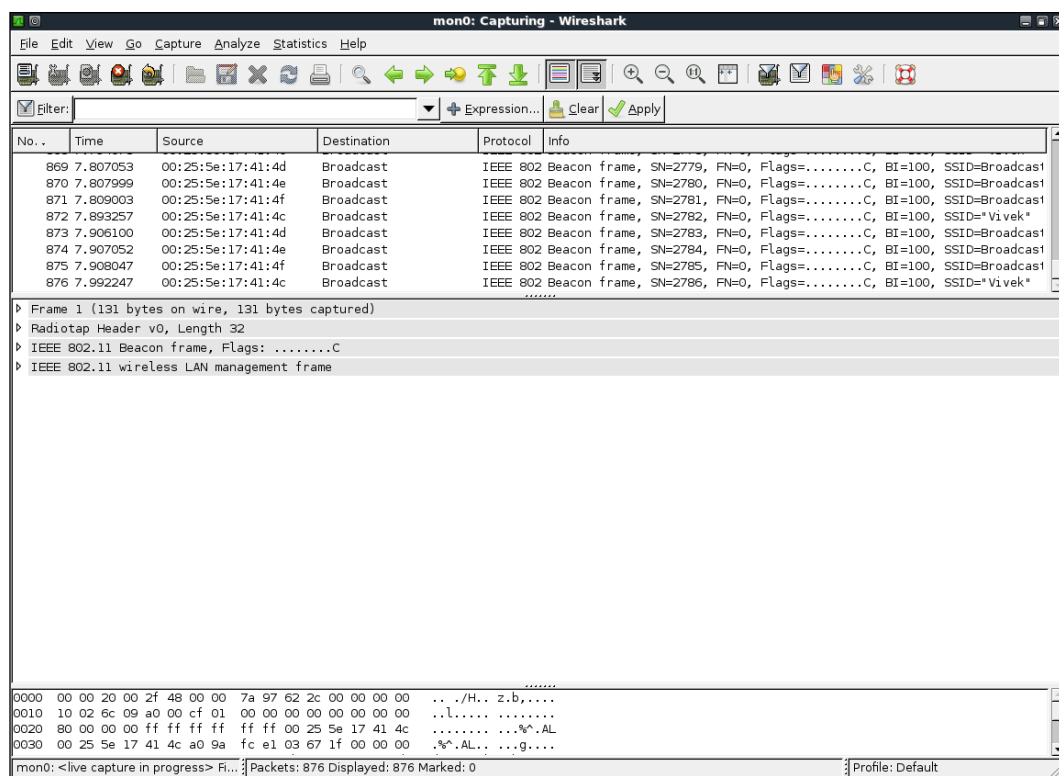 mon0: Capturing - Wireshark
File Edit View Go Capture Analyze Statistics Help
Filter: Expression... Clear Apply
No. . Time Source Destination Protocol Info
869 7.807053 00:25:5e:17:41:4d Broadcast IEEE 802 Beacon frame, SN=2779, FN=0, Flags=........C, BI=100, SSID=Broadcast
870 7.807999 00:25:5e:17:41:4e Broadcast IEEE 802 Beacon frame, SN=2780, FN=0, Flags=........C, BI=100, SSID=Broadcast
871 7.809003 00:25:5e:17:41:4f Broadcast IEEE 802 Beacon frame, SN=2781, FN=0, Flags=........C, BI=100, SSID=Broadcast
872 7.893257 00:25:5e:17:41:4c Broadcast IEEE 802 Beacon frame, SN=2782, FN=0, Flags=........C, BI=100, SSID="Vivek"
873 7.906100 00:25:5e:17:41:4d Broadcast IEEE 802 Beacon frame, SN=2783, FN=0, Flags=........C, BI=100, SSID=Broadcast
874 7.907052 00:25:5e:17:41:4e Broadcast IEEE 802 Beacon frame, SN=2784, FN=0, Flags=........C, BI=100, SSID=Broadcast
875 7.908047 00:25:5e:17:41:4f Broadcast IEEE 802 Beacon frame, SN=2785, FN=0, Flags=........C, BI=100, SSID=Broadcast
876 7.992247 00:25:5e:17:41:4c Broadcast IEEE 802 Beacon frame, SN=2786, FN=0, Flags=........C, BI=100, SSID="Vivek"
Frame 1 (131 bytes on wire, 131 bytes captured)
Radiotap Header v0, Length 32
IEEE 802.11 Beacon frame, Flags: ........C
IEEE 802.11 wireless LAN management frame
0000 00 00 20 00 2f 48 00 00 7a 97 62 2c 00 00 00 00 .. ./H.. z.b,....
0010 10 02 6c 09 a0 00 cf 01 00 00 00 00 00 00 00 00 ..l..... ........
0020 80 00 00 00 ff ff ff ff ff ff 00 25 5e 17 41 4c ........ ...%^.AL
0030 00 25 5e 17 41 4c a0 9a fc e1 03 67 1f 00 00 00 .%^.AL.. ...g....
mon0: <live capture in progress> Fi... Packets: 876 Displayed: 876 Marked: 0 Profile: Default